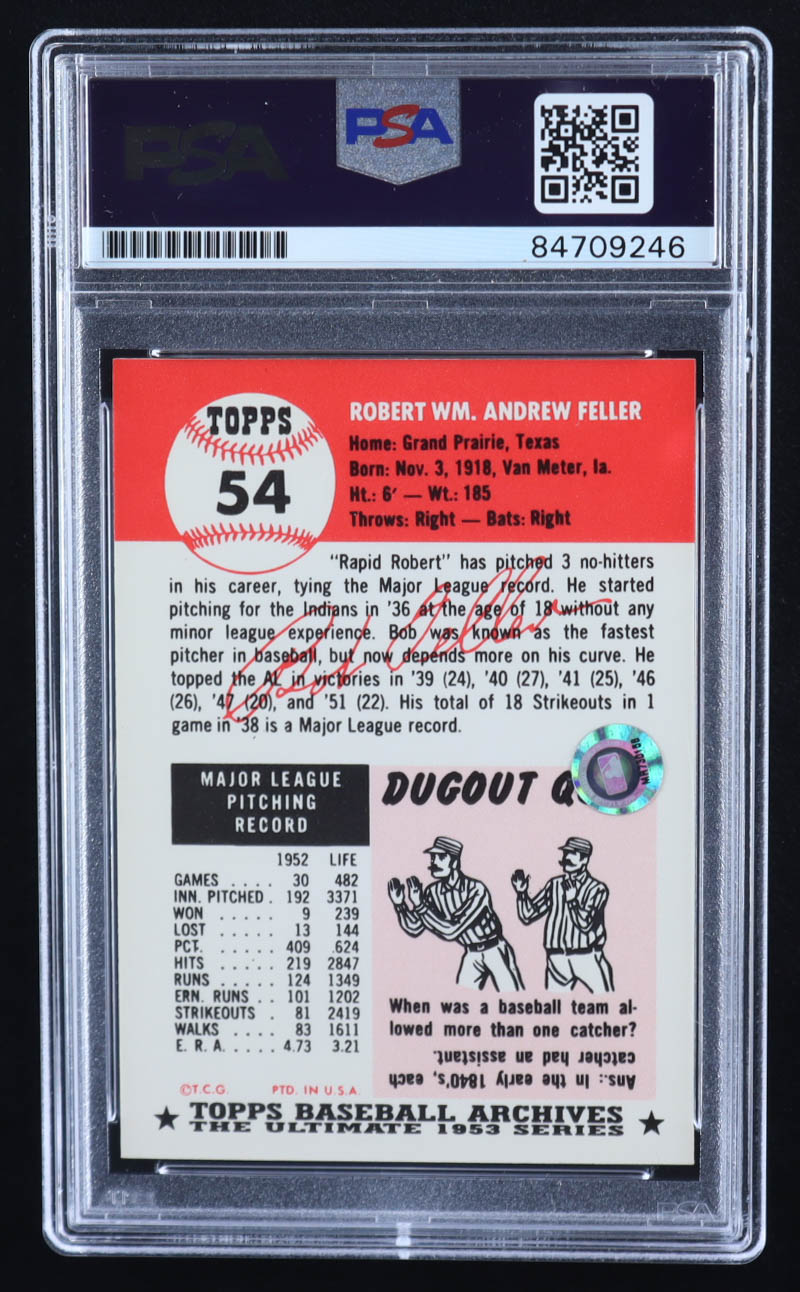 PSA
PSA
84709246
TOPPS
54
ROBERT WM. ANDREW FELLER
Home: Grand Prairie, Texas
Born: Nov. 3, 1918, Van Meter, Ia.
Ht.: 6' — Wt.: 185
Throws: Right — Bats: Right
"Rapid Robert" has pitched 3 no-hitters
in his career, tying the Major League record. He started
pitching for the Indians in '36 at the age of 18 without any
minor league experience. Bob was known as the fastest
pitcher in baseball, but now depends more on his curve. He
topped the AL in victories in '39 (24), '40 (27), '41 (25), '46
(26), '47 (20), and '51 (22). His total of 18 Strikeouts in 1
game in '38 is a Major League record.
Bob Feller
MAJOR LEAGUE
PITCHING
RECORD
1952 LIFE
GAMES . . . . 30 482
INN. PITCHED . 192 3371
WON . . . . . 9 239
LOST . . . . . 13 144
PCT. . . . . . 409 .624
HITS . . . . . 219 2847
RUNS . . . . . 124 1349
ERN. RUNS . . 101 1202
STRIKEOUTS . 81 2419
WALKS . . . . 83 1611
E. R. A. . . . . 4.73 3.21
DUGOUT Q
When was a baseball team al-
lowed more than one catcher?
Ans.: In the early 1840's, each
catcher had an assistant.
©T.C.G. PTD. IN U.S.A.
★ TOPPS BASEBALL ARCHIVES ★
THE ULTIMATE 1953 SERIES
PSA